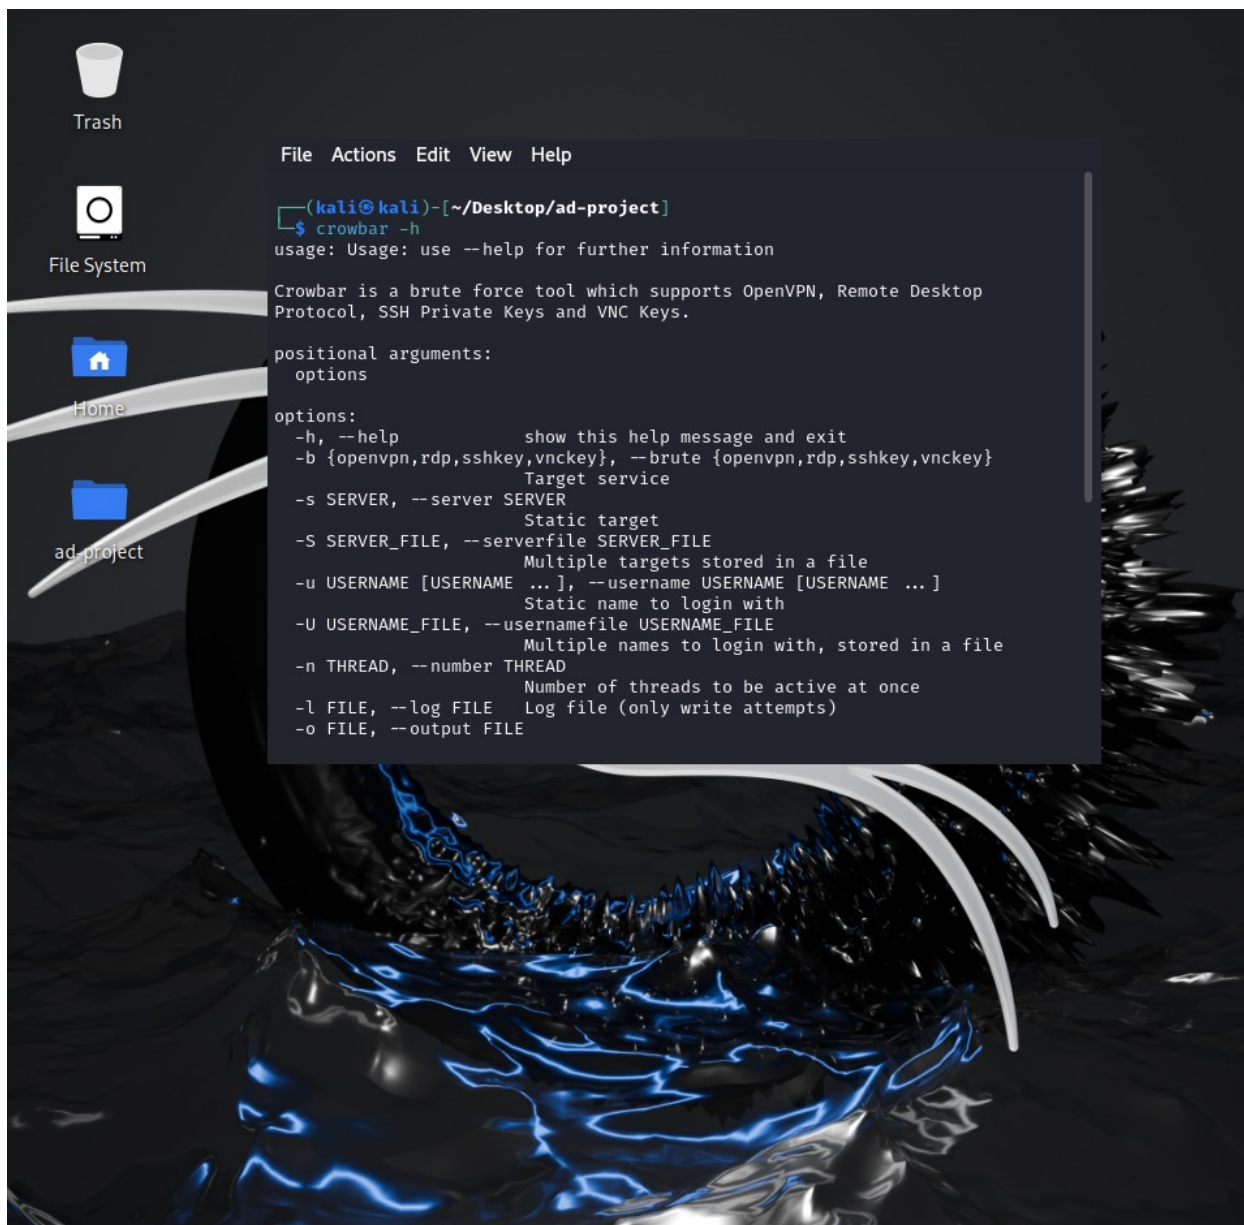 Trash
File System
Home
ad-project
File Actions Edit View Help
┌──(kali㉿kali)-[~/Desktop/ad-project]
└─$ crowbar -h
usage: Usage: use --help for further information
Crowbar is a brute force tool which supports OpenVPN, Remote Desktop
Protocol, SSH Private Keys and VNC Keys.
positional arguments:
options
options:
-h, --help show this help message and exit
-b {openvpn,rdp,sshkey,vnckey}, --brute {openvpn,rdp,sshkey,vnckey}
Target service
-s SERVER, --server SERVER
Static target
-S SERVER_FILE, --serverfile SERVER_FILE
Multiple targets stored in a file
-u USERNAME [USERNAME ...], --username USERNAME [USERNAME ...]
Static name to login with
-U USERNAME_FILE, --usernamefile USERNAME_FILE
Multiple names to login with, stored in a file
-n THREAD, --number THREAD
Number of threads to be active at once
-l FILE, --log FILE Log file (only write attempts)
-o FILE, --output FILE